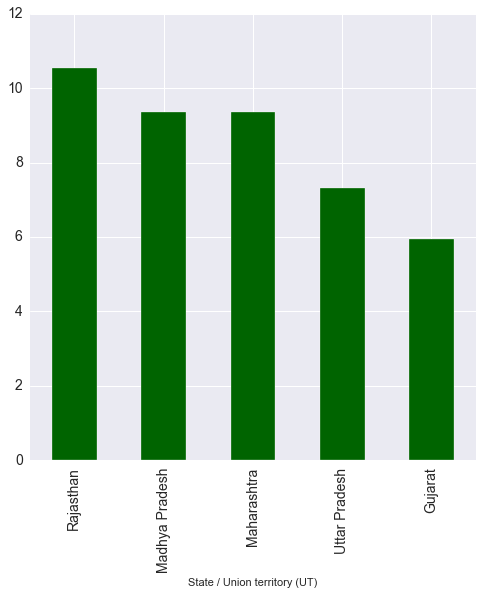 12
10
8
6
4
2
0
Rajasthan
Madhya Pradesh
Maharashtra
Uttar Pradesh
Gujarat
State / Union territory (UT)